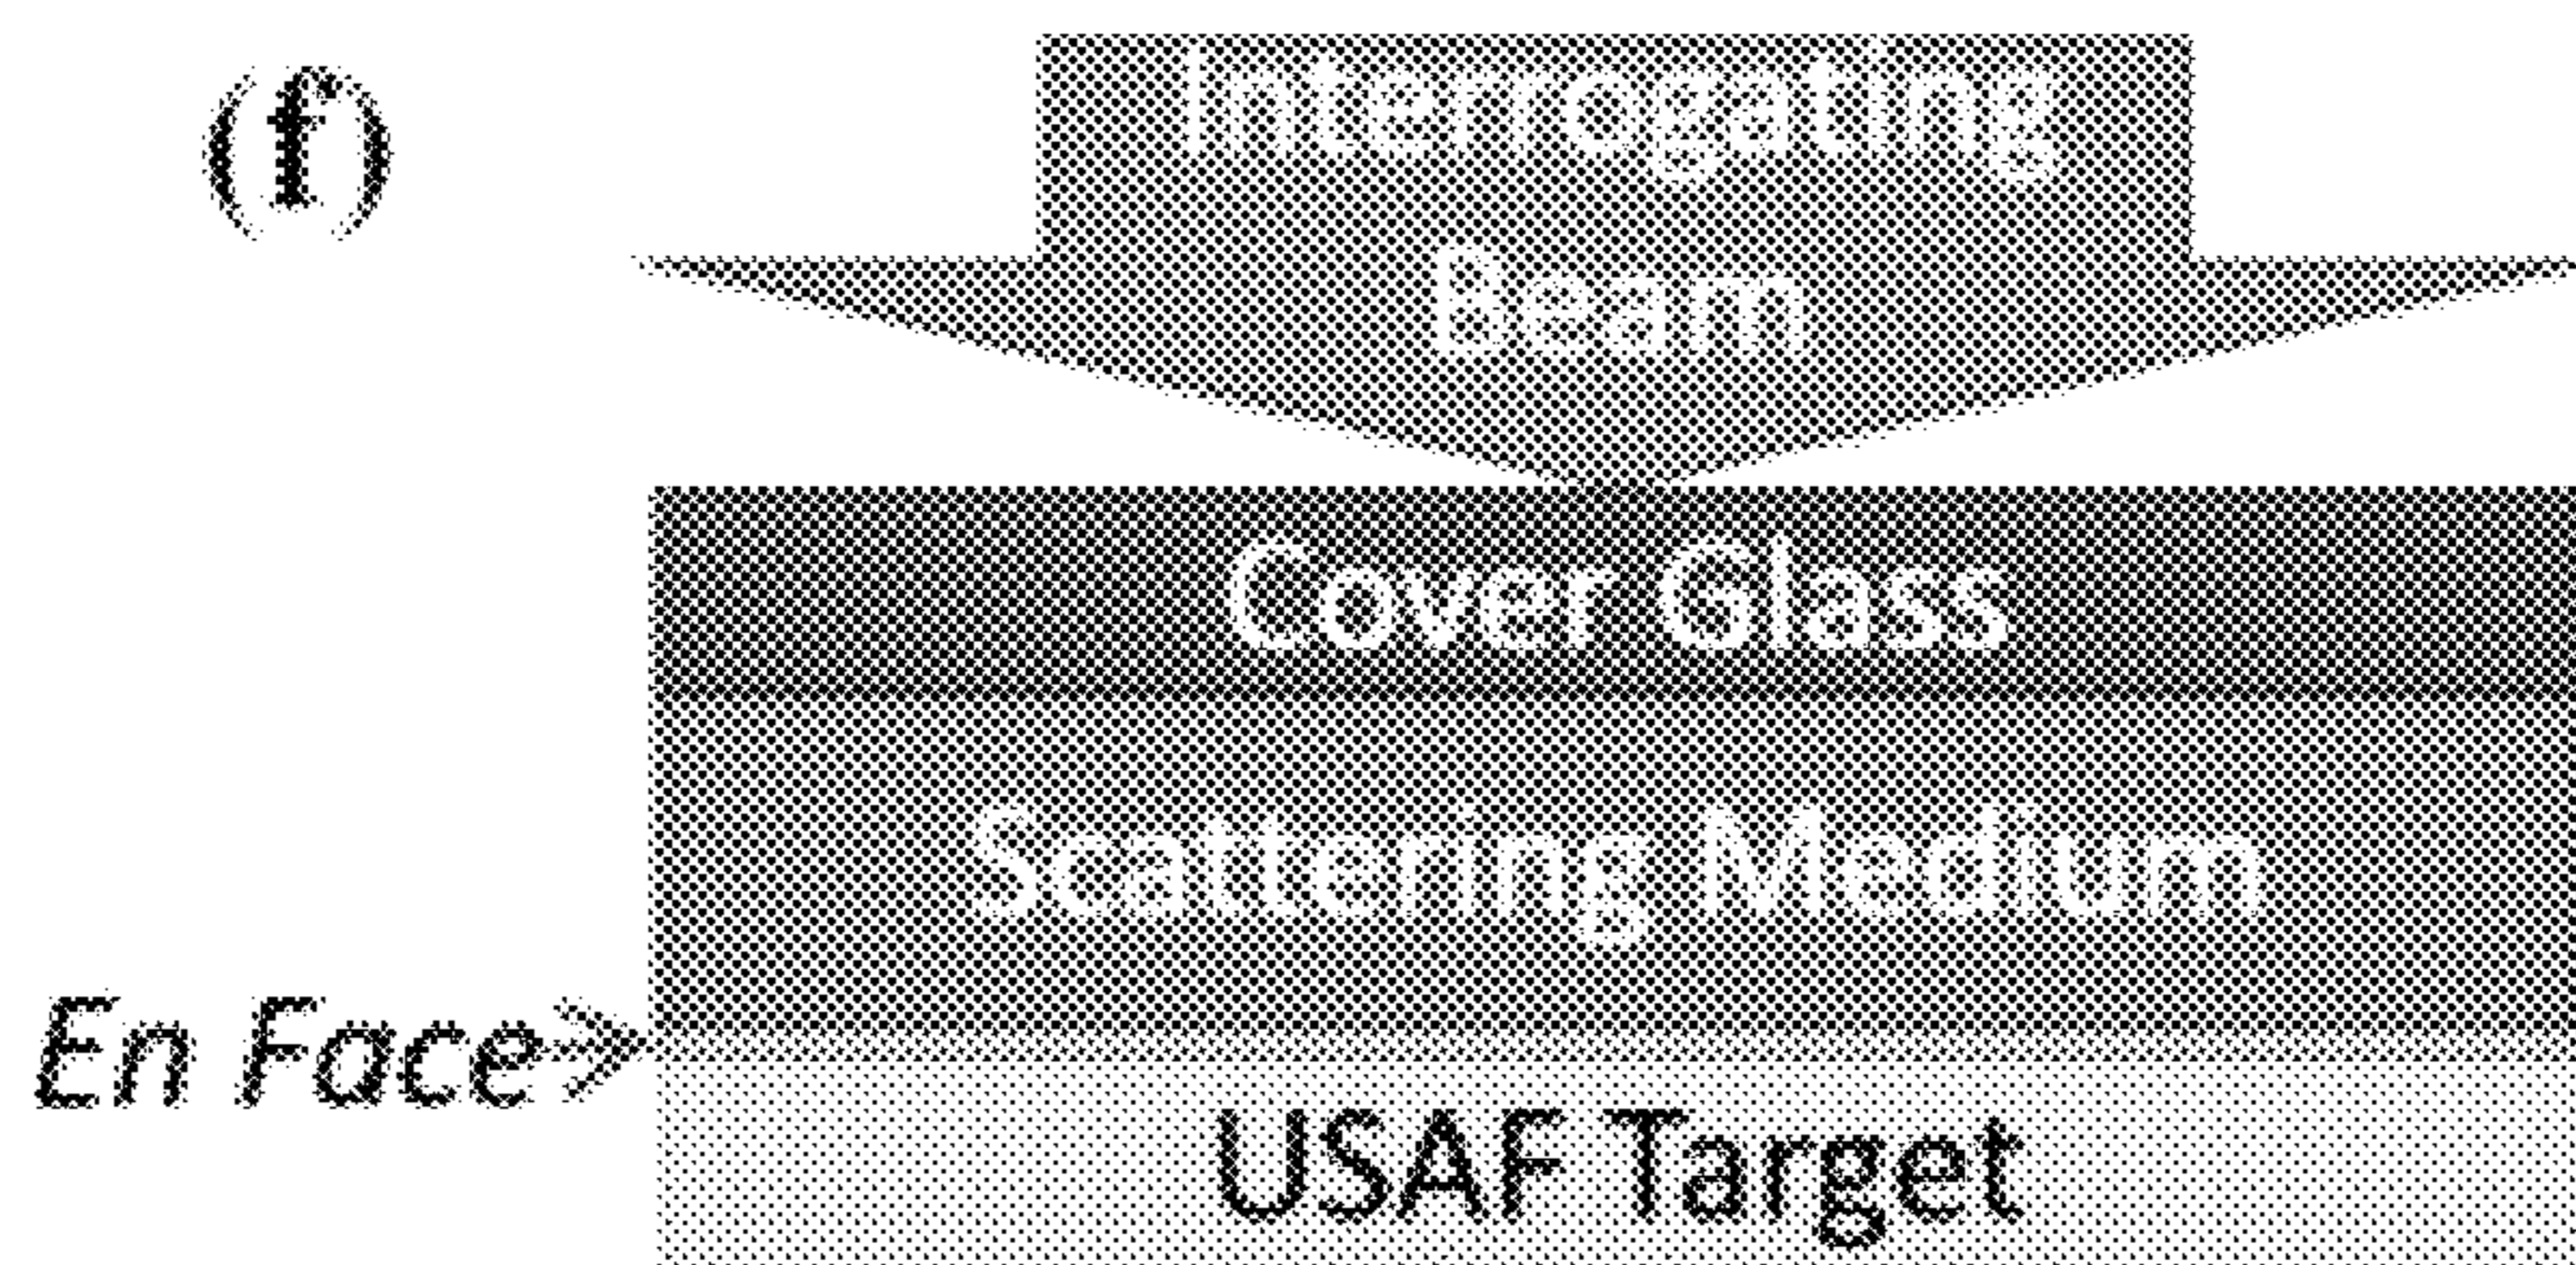 (f)
Interrogating
Beam
Cover Glass
Scattering Medium
En Face→
USAF Target